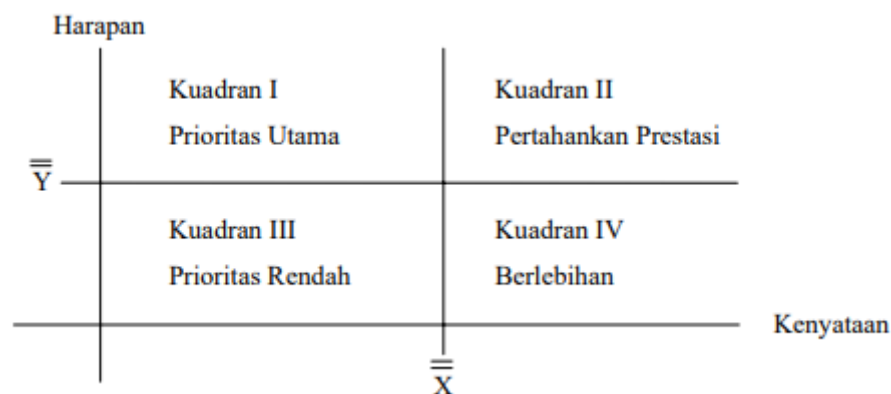 Harapan
Kuadran I
Prioritas Utama
Kuadran II
Pertahankan Prestasi
Y
Kuadran III
Prioritas Rendah
Kuadran IV
Berlebihan
Kenyataan
X